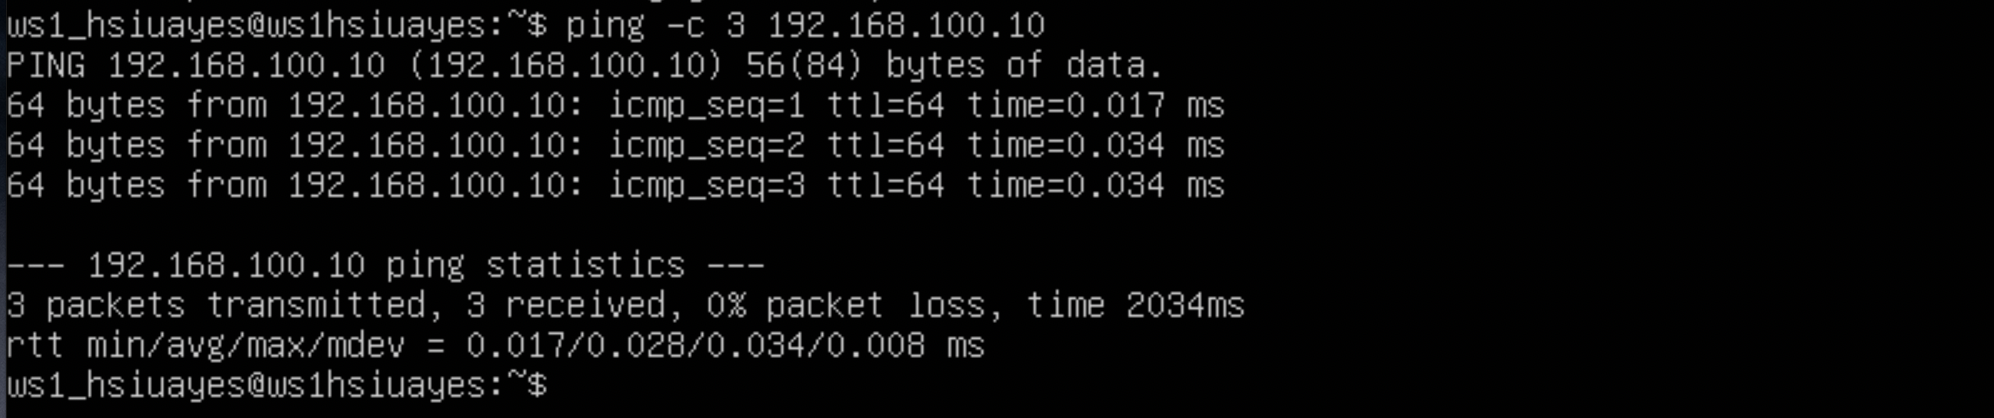 ws1_hsiuayes@ws1hsiuayes:~$ ping -c 3 192.168.100.10
PING 192.168.100.10 (192.168.100.10) 56(84) bytes of data.
64 bytes from 192.168.100.10: icmp_seq=1 ttl=64 time=0.017 ms
64 bytes from 192.168.100.10: icmp_seq=2 ttl=64 time=0.034 ms
64 bytes from 192.168.100.10: icmp_seq=3 ttl=64 time=0.034 ms

--- 192.168.100.10 ping statistics ---
3 packets transmitted, 3 received, 0% packet loss, time 2034ms
rtt min/avg/max/mdev = 0.017/0.028/0.034/0.008 ms
ws1_hsiuayes@ws1hsiuayes:~$